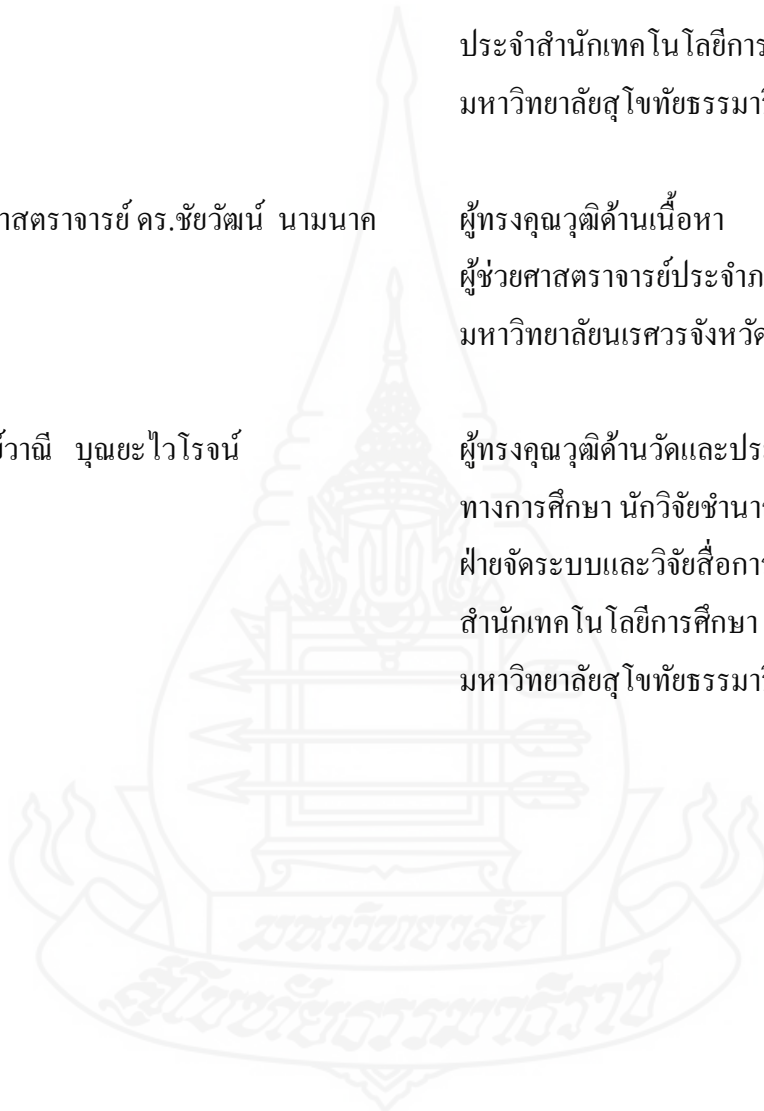 ประจำสำนักเทคโนโลยีการ
มหาวิทยาลัยสุโขทัยธรรมา
ดร.ชัยวัฒน์ นามนาค ผู้ทรงคุณวุฒิด้านเนื้อหา
ผู้ช่วยศาสตราจารย์ประจำ
มหาวิทยาลัยนเรศวรจังหวัด
วาณี บุณยะไวโรจน์ ผู้ทรงคุณวุฒิด้านวัดและ
ทางการศึกษา นักวิจัย
ฝ่ายจัดระบบและวิจัยสื่อการ
สำนักเทคโนโลยีการศึกษา
มหาวิทยาลัยสุโขทัยธรรมา
มหาวิทยาลัย
สุโขทัยธรรมาธิราช